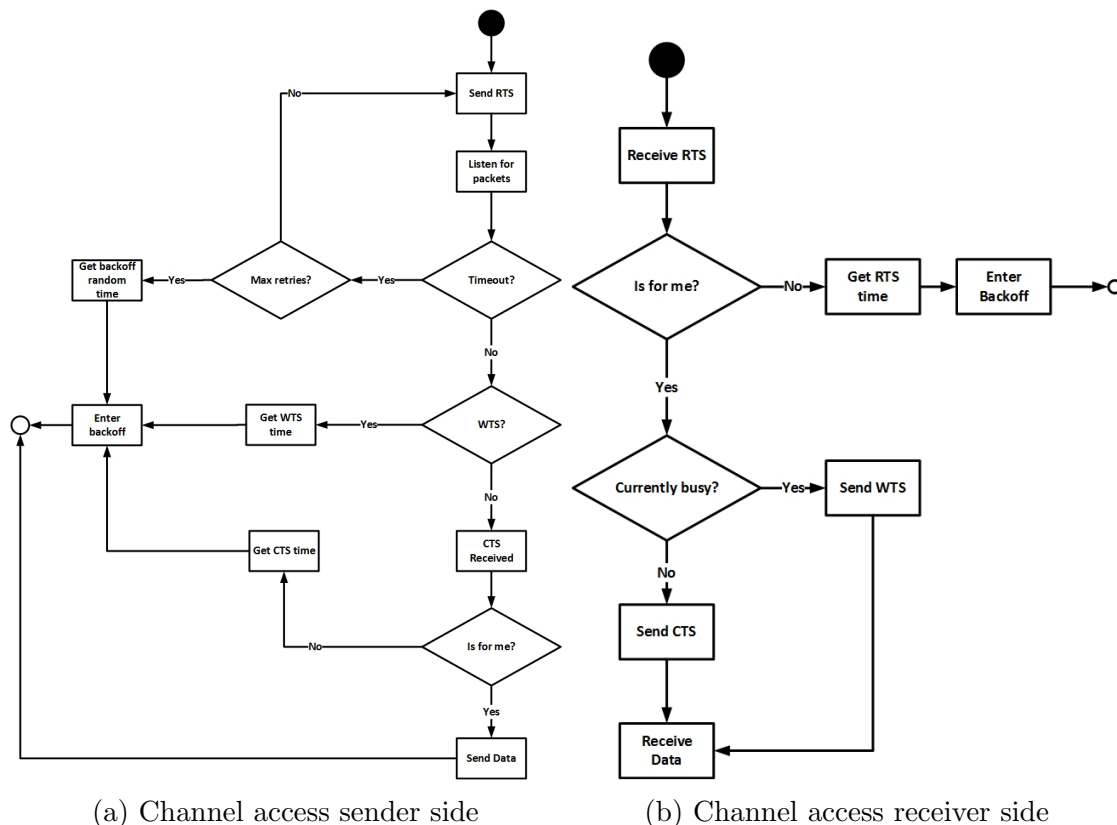 Send RTS
No
Listen for
packets
Timeout?
Yes
Max retries?
Yes
Get backoff
random
time
No
WTS?
Yes
Get WTS
time
Enter
backoff
No
CTS
Received
Get CTS time
Is for me?
No
Yes
Send Data
(a) Channel access sender side
Receive RTS
Is for me?
No
Get RTS
time
Enter
Backoff
Yes
Currently busy?
Yes
Send WTS
No
Send CTS
Receive
Data
(b) Channel access receiver side